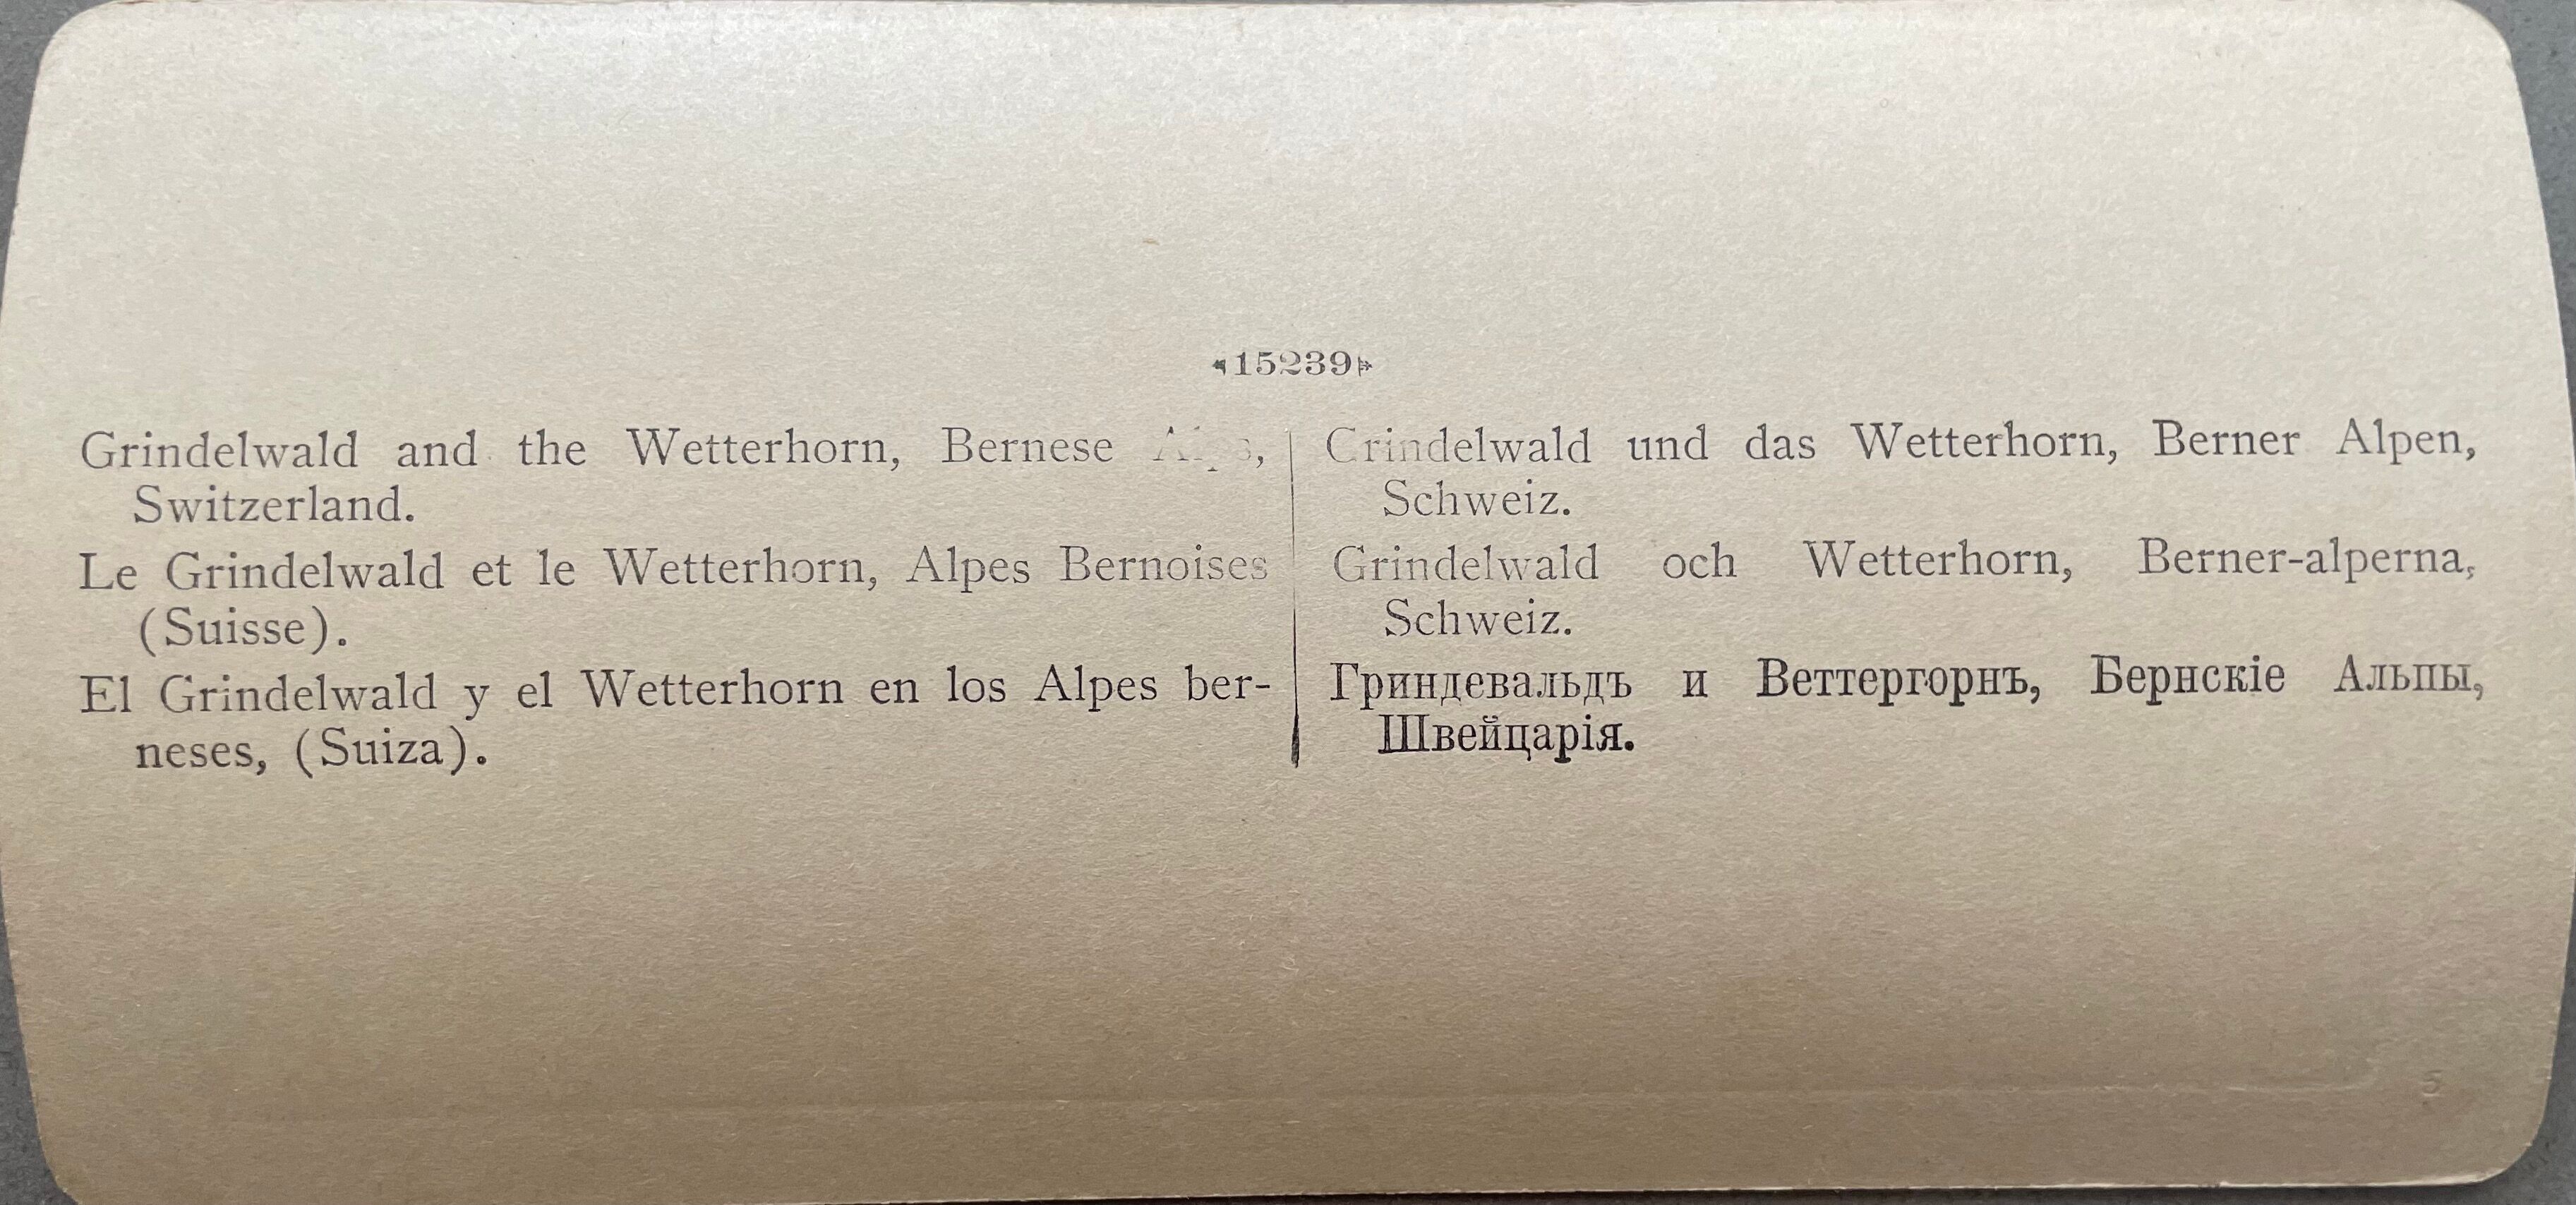 15239
Grindelwald and the Wetterhorn, Bernese Alps,
Switzerland.
Le Grindelwald et le Wetterhorn, Alpes Bernoises
(Suisse).
El Grindelwald y el Wetterhorn en los Alpes ber-
neses, (Suiza).
Grindelwald und das Wetterhorn, Berner Alpen,
Schweiz.
Grindelwald och Wetterhorn, Berner-alperna,
Schweiz.
Гриндевальдъ и Веттергорнъ, Бернскіе Альпы,
Швейцарія.
5